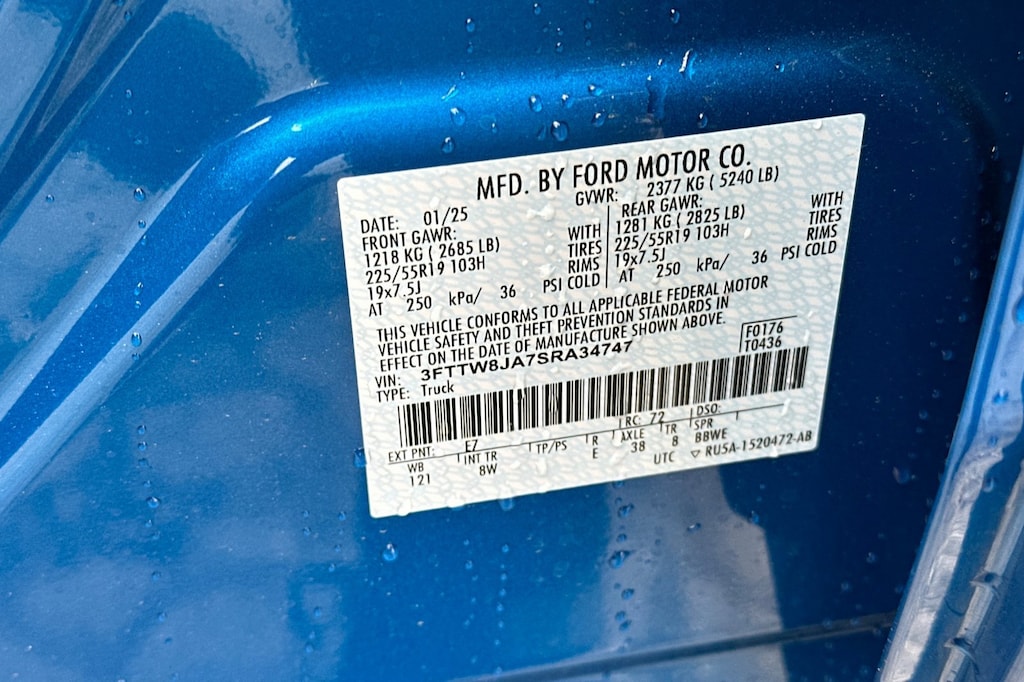 MFD. BY FORD MOTOR CO.
DATE: 01/25 GVWR: 2377 KG ( 5240 LB)
FRONT GAWR: REAR GAWR:
1218 KG ( 2685 LB) WITH 1281 KG ( 2825 LB) WITH
225/55R19 103H TIRES 225/55R19 103H TIRES
19x7.5J RIMS 19x7.5J RIMS
AT 250 kPa/ 36 PSI COLD AT 250 kPa/ 36 PSI COLD
THIS VEHICLE CONFORMS TO ALL APPLICABLE FEDERAL MOTOR
VEHICLE SAFETY AND THEFT PREVENTION STANDARDS IN
EFFECT ON THE DATE OF MANUFACTURE SHOWN ABOVE.
F0176
T0436
VIN: 3FTTW8JA7SRA34747
TYPE: Truck
EXT PNT: E7 RC: 72 DSO:
WB INT TR TP/PS R AXLE TR SPR
121 8W E 38 8 BBWE
UTC ▽ RU5A-1520472-AB